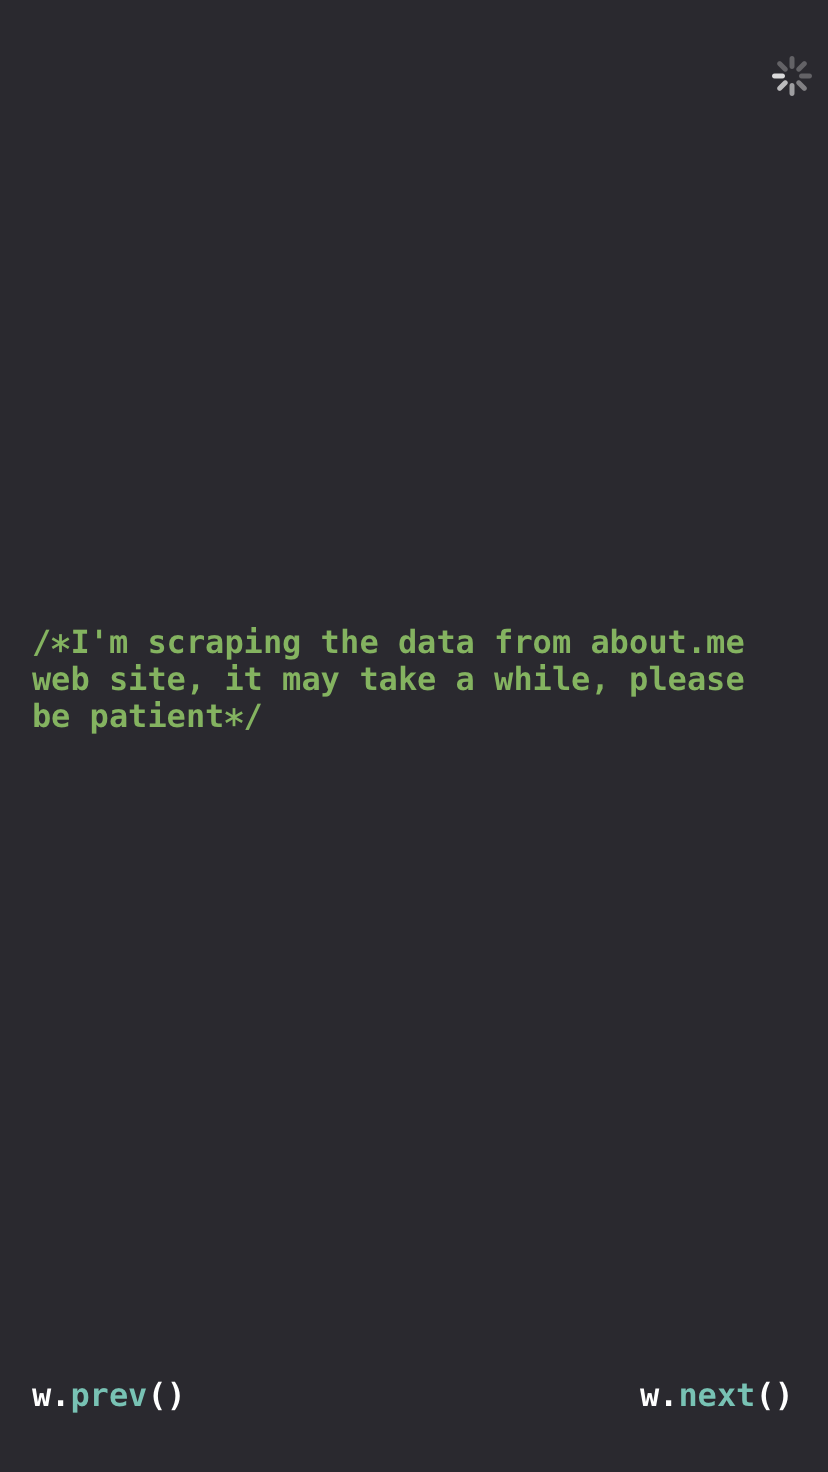 /*I'm scraping the data from about.me
web site, it may take a while, please
be patient*/
w.prev()
w.next()